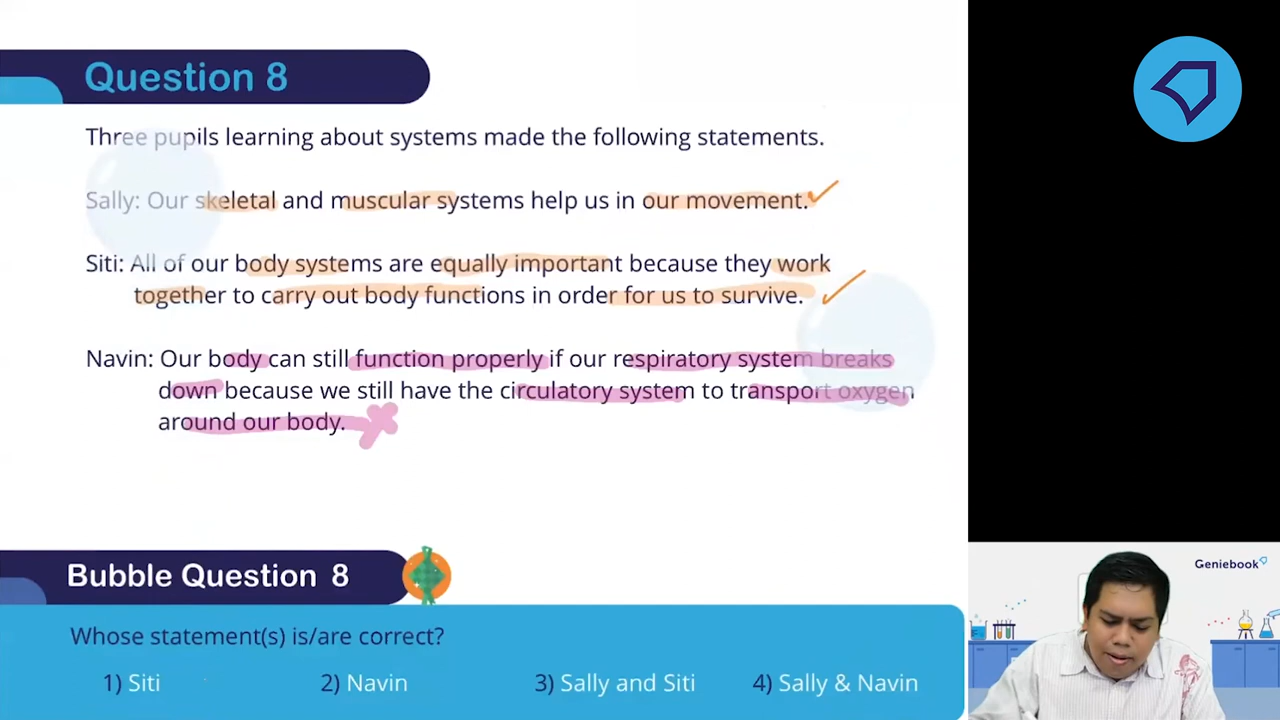 Question 8
Three pupils learning about systems made the following statements.
Sally: Our skeletal and muscular systems help us in our movement.
Siti: All of our body systems are equally important because they work
together to carry out body functions in order for us to survive.
Navin: Our body can still function properly if our respiratory system breaks
down because we still have the circulatory system to transport oxygen
around our body.
Bubble Question 8
Whose statement(s) is/are correct?
1) Siti 2) Navin 3) Sally and Siti 4) Sally & Navin
Geniebook